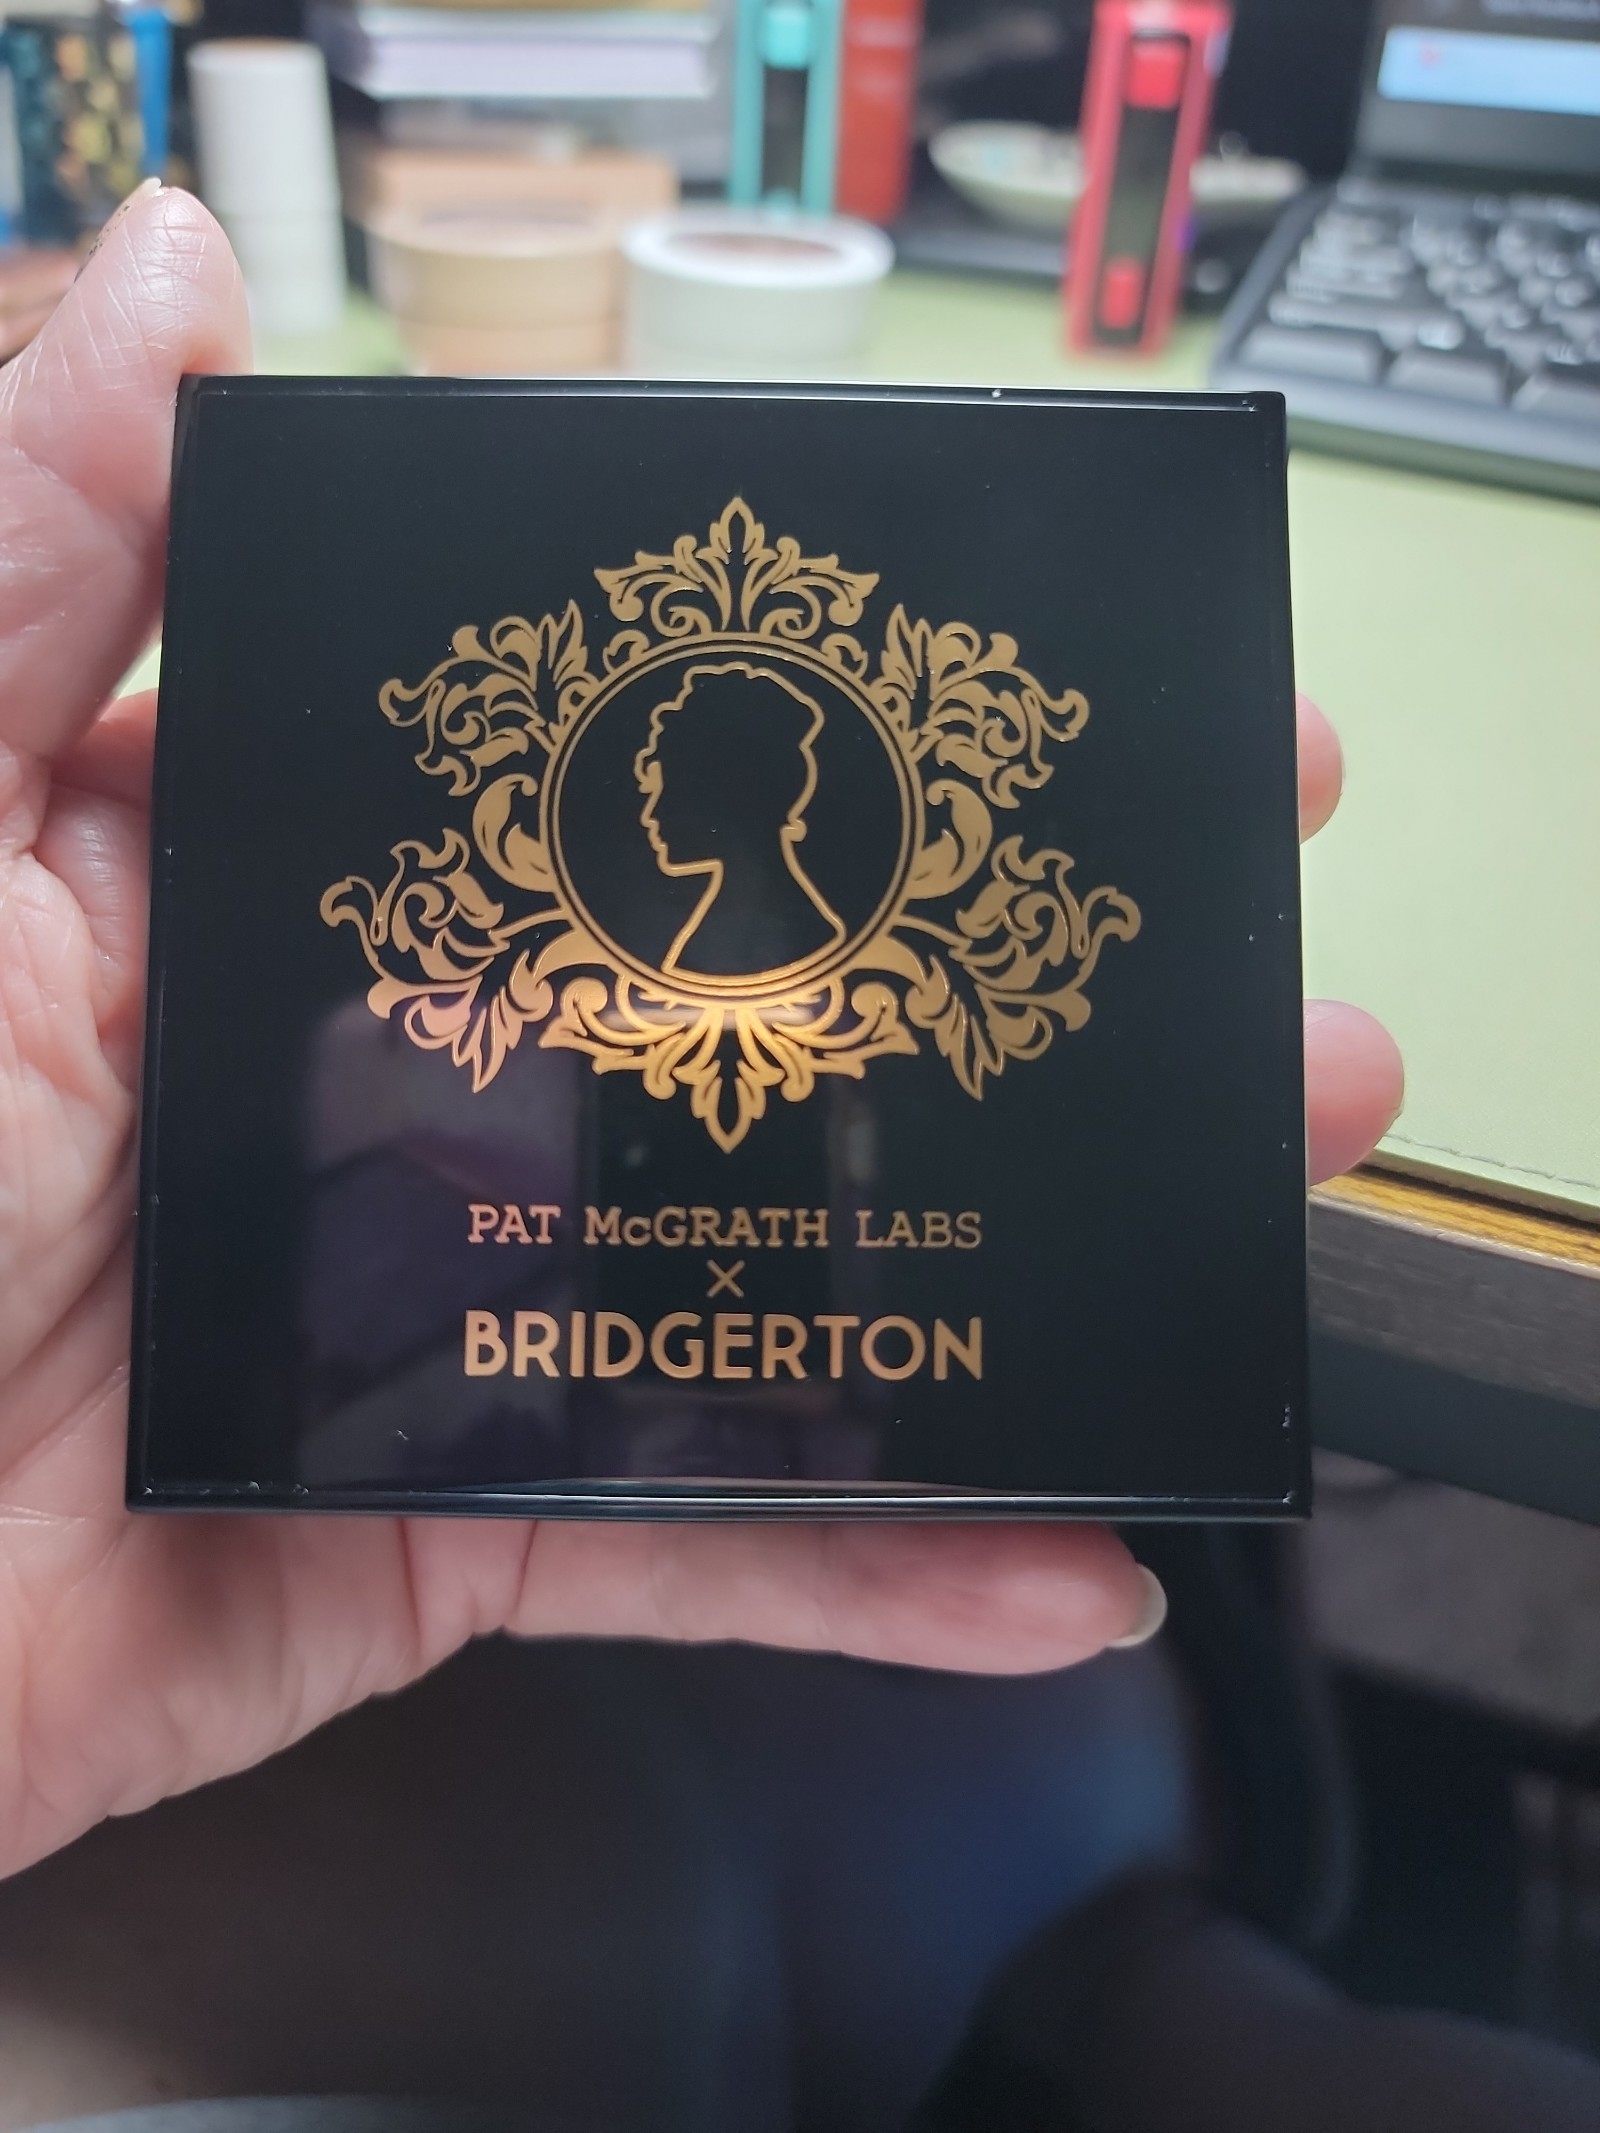 PAT McGRATH LABS
×
BRIDGERTON